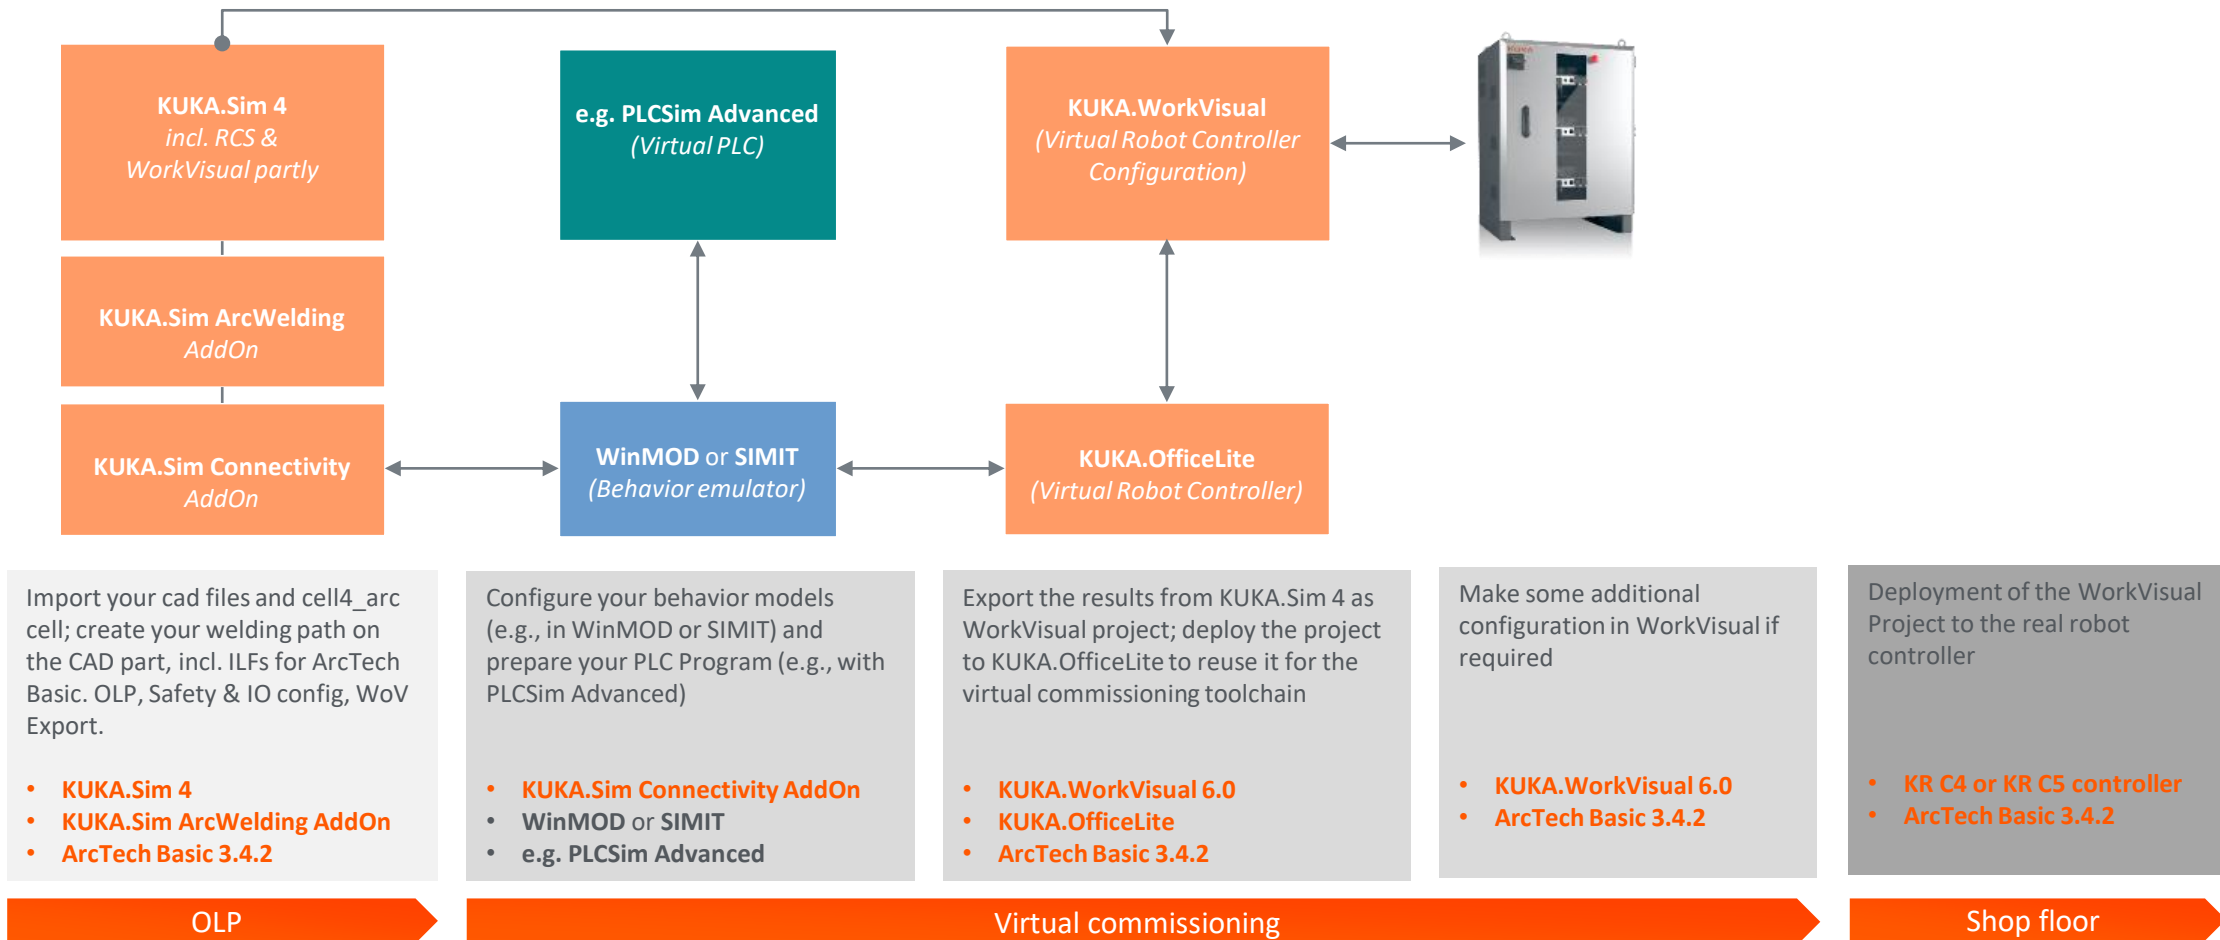 KUKA.Sim 4
incl. RCS &
WorkVisual partly
e.g. PLCSim Advanced
(Virtual PLC)
KUKA.WorkVisual
(Virtual Robot Controller
Configuration)
KUKA
KUKA.Sim ArcWelding
AddOn
KUKA.Sim Connectivity
AddOn
WinMOD or SIMIT
(Behavior emulator)
KUKA.OfficeLite
(Virtual Robot Controller)
Import your cad files and cell4_arc
cell; create your welding path on
the CAD part, incl. ILFs for ArcTech
Basic. OLP, Safety & IO config, WoV
Export.
• KUKA.Sim 4
• KUKA.Sim ArcWelding AddOn
• ArcTech Basic 3.4.2
Configure your behavior models
(e.g., in WinMOD or SIMIT) and
prepare your PLC Program (e.g., with
PLCSim Advanced)
• KUKA.Sim Connectivity AddOn
• WinMOD or SIMIT
• e.g. PLCSim Advanced
Export the results from KUKA.Sim 4 as
WorkVisual project; deploy the project
to KUKA.OfficeLite to reuse it for the
virtual commissioning toolchain
• KUKA.WorkVisual 6.0
• KUKA.OfficeLite
• ArcTech Basic 3.4.2
Make some additional
configuration in WorkVisual if
required
• KUKA.WorkVisual 6.0
• ArcTech Basic 3.4.2
Deployment of the WorkVisual
Project to the real robot
controller
• KR C4 or KR C5 controller
• ArcTech Basic 3.4.2
OLP
Virtual commissioning
Shop floor